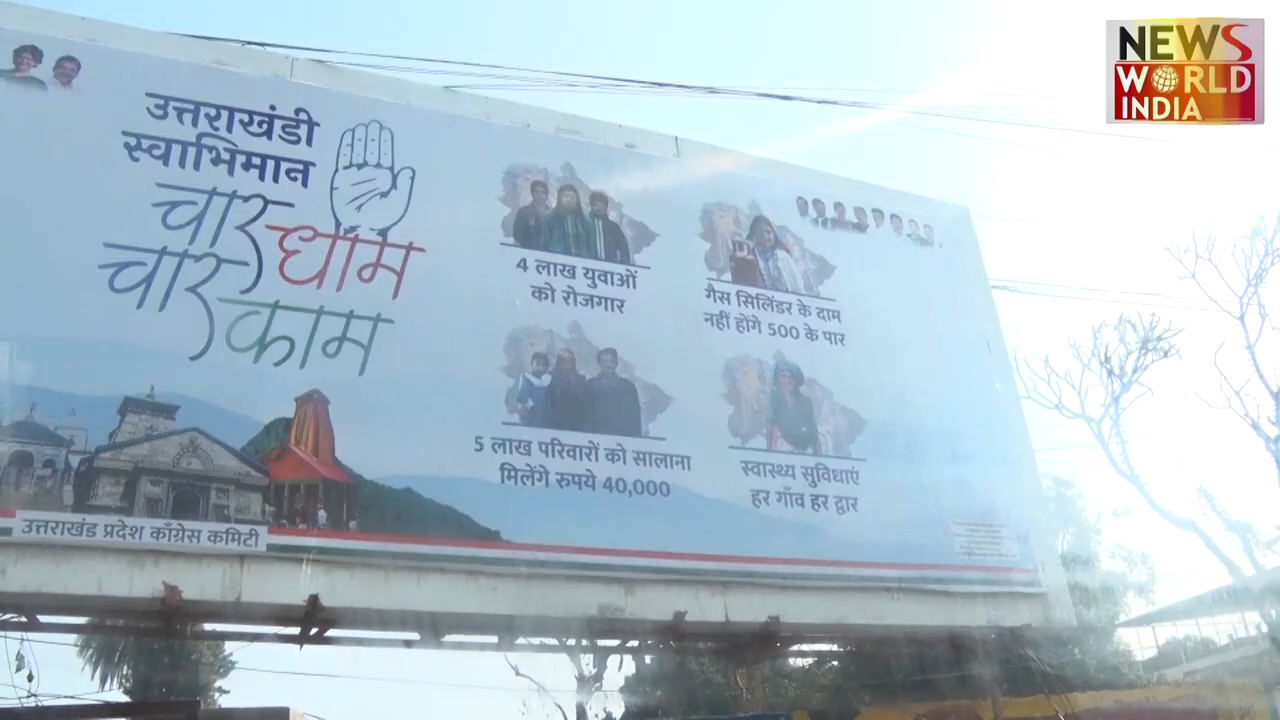 NEWS
WORLD
INDIA
उत्तराखंडी
स्वाभिमान
चार धाम
चार काम
4 लाख युवाओं
को रोजगार
गैस सिलिंडर के दाम
नहीं होंगे 500 के पार
5 लाख परिवारों को सालाना
मिलेंगे रुपये 40,000
स्वास्थ्य सुविधाएं
हर गाँव हर द्वार
उत्तराखंड प्रदेश काँग्रेस कमिटी